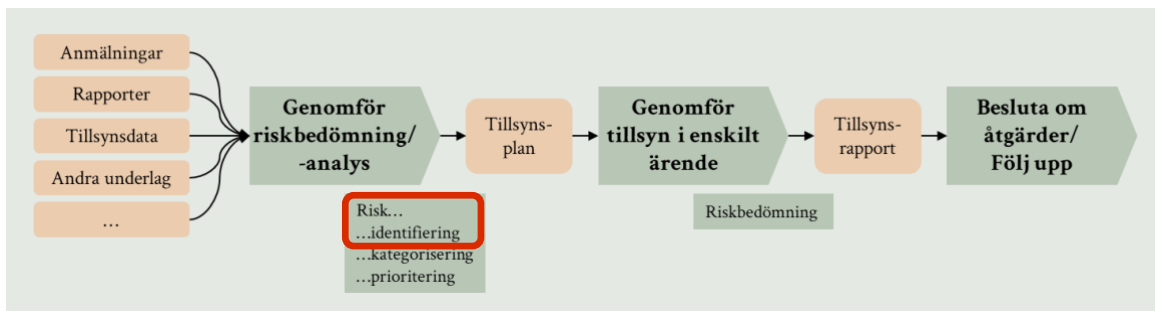 Anmälningar
Rapporter
Tillsynsdata
Andra underlag
…
Genomför
riskbedömning/
-analys
Risk…
…identifiering
…kategorisering
…prioritering
Tillsyns-
plan
Genomför
tillsyn i enskilt
ärende
Riskbedömning
Tillsyns-
rapport
Besluta om
åtgärder/
Följ upp